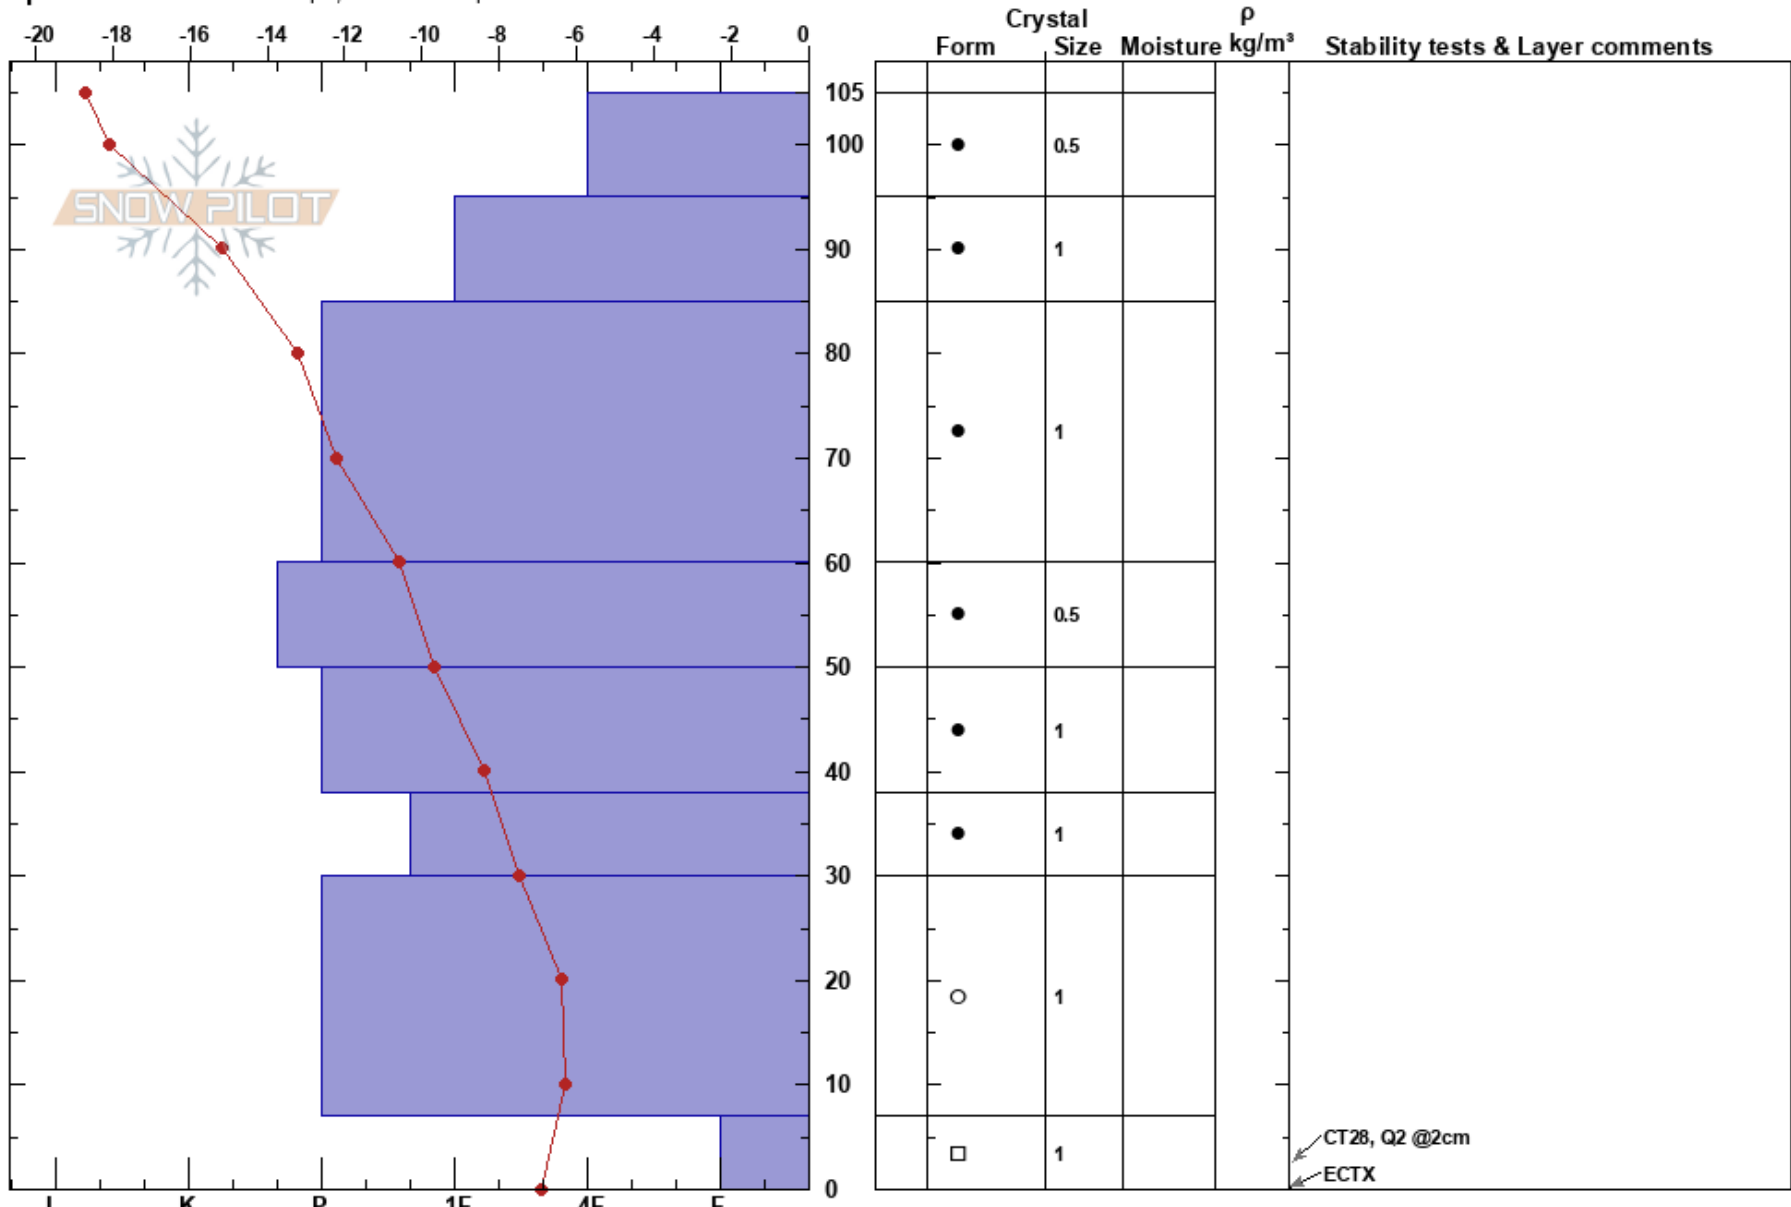 Crystal ρ
-20 -18 -16 -14 -12 -10 -8 -6 -4 -2 0 Form Size Moisture kg/m³ Stability tests & Layer comments
105
100 0.5
SNOW PILOT
90 1
80
70 1
60
0.5
50
1
40
1
30
20 1
10
CT28, Q2 @2cm
1
ECTX
0
I K P 1F 4F F